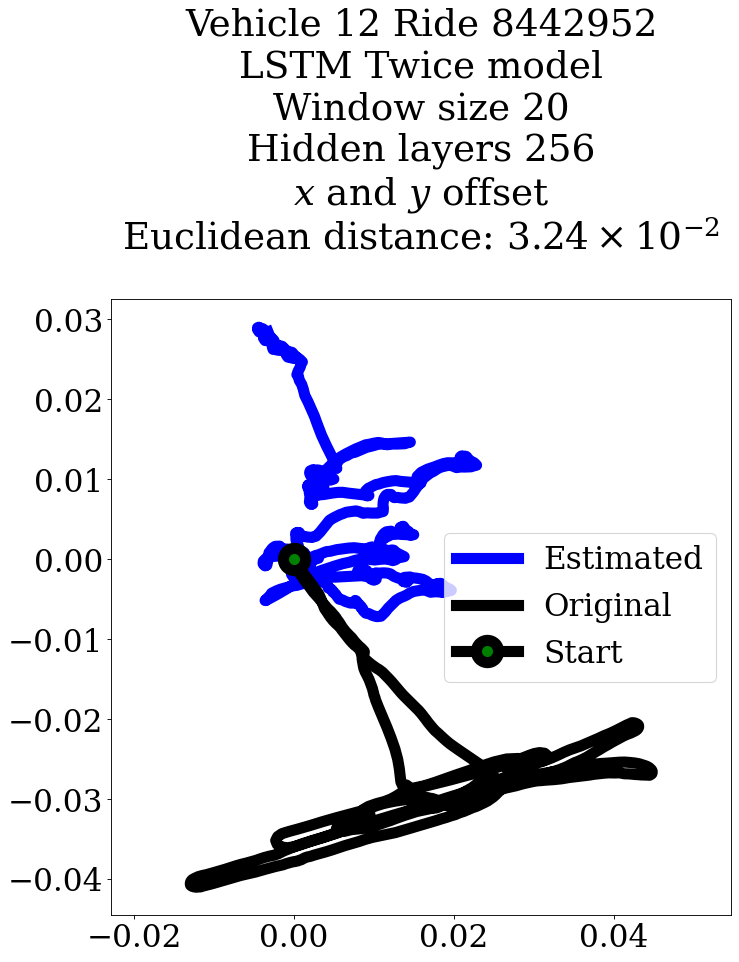 Vehicle 12 Ride 8442952
LSTM Twice model
Window size 20
Hidden layers 256
x and y offset
Euclidean distance: 3.24 × 10⁻²
0.03
0.02
0.01
0.00
−0.01
−0.02
−0.03
−0.04
Estimated
Original
Start
−0.02
0.00
0.02
0.04